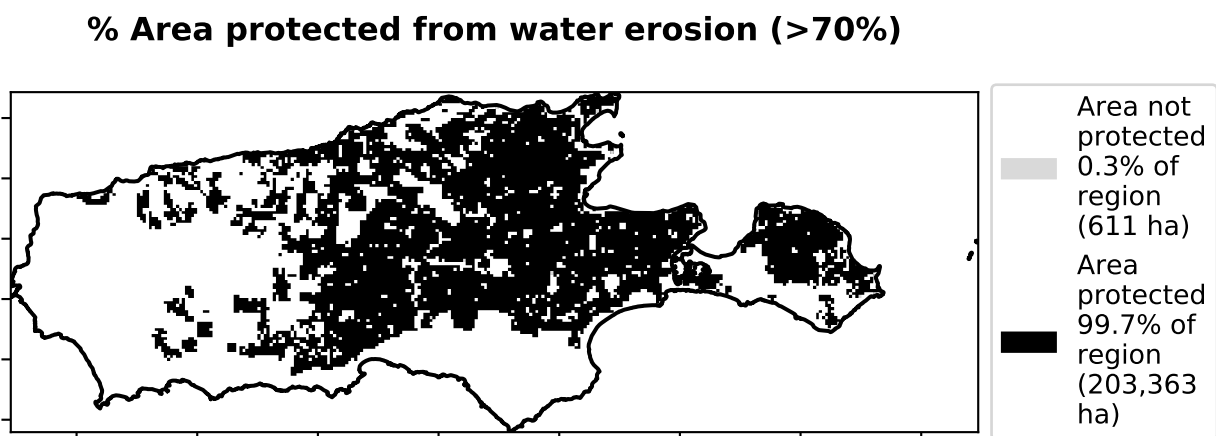 % Area protected from water erosion (>70%)
Area not
protected
0.3% of
region
(611 ha)
Area
protected
99.7% of
region
(203,363
ha)